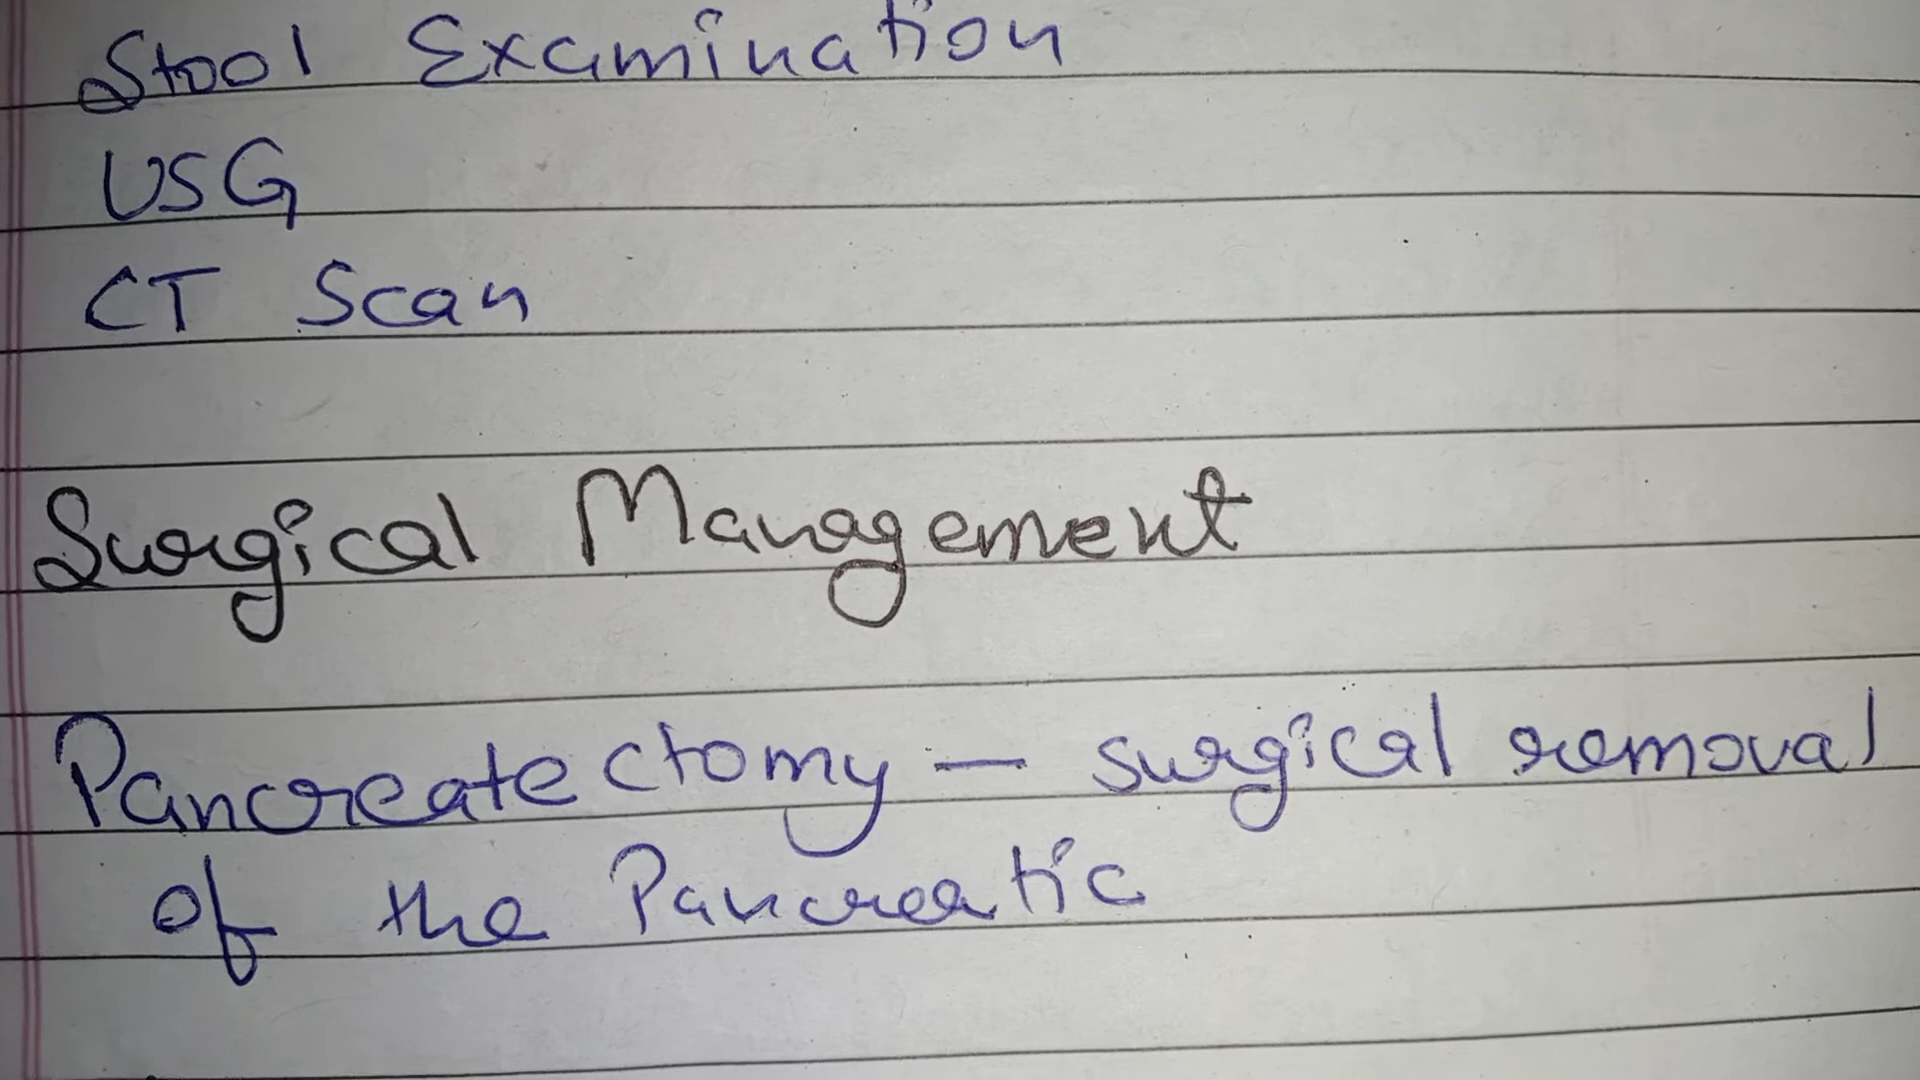 Stool Examination
USG
CT Scan
Surgical Management
Pancreatectomy — surgical removal
of the Pancreatic